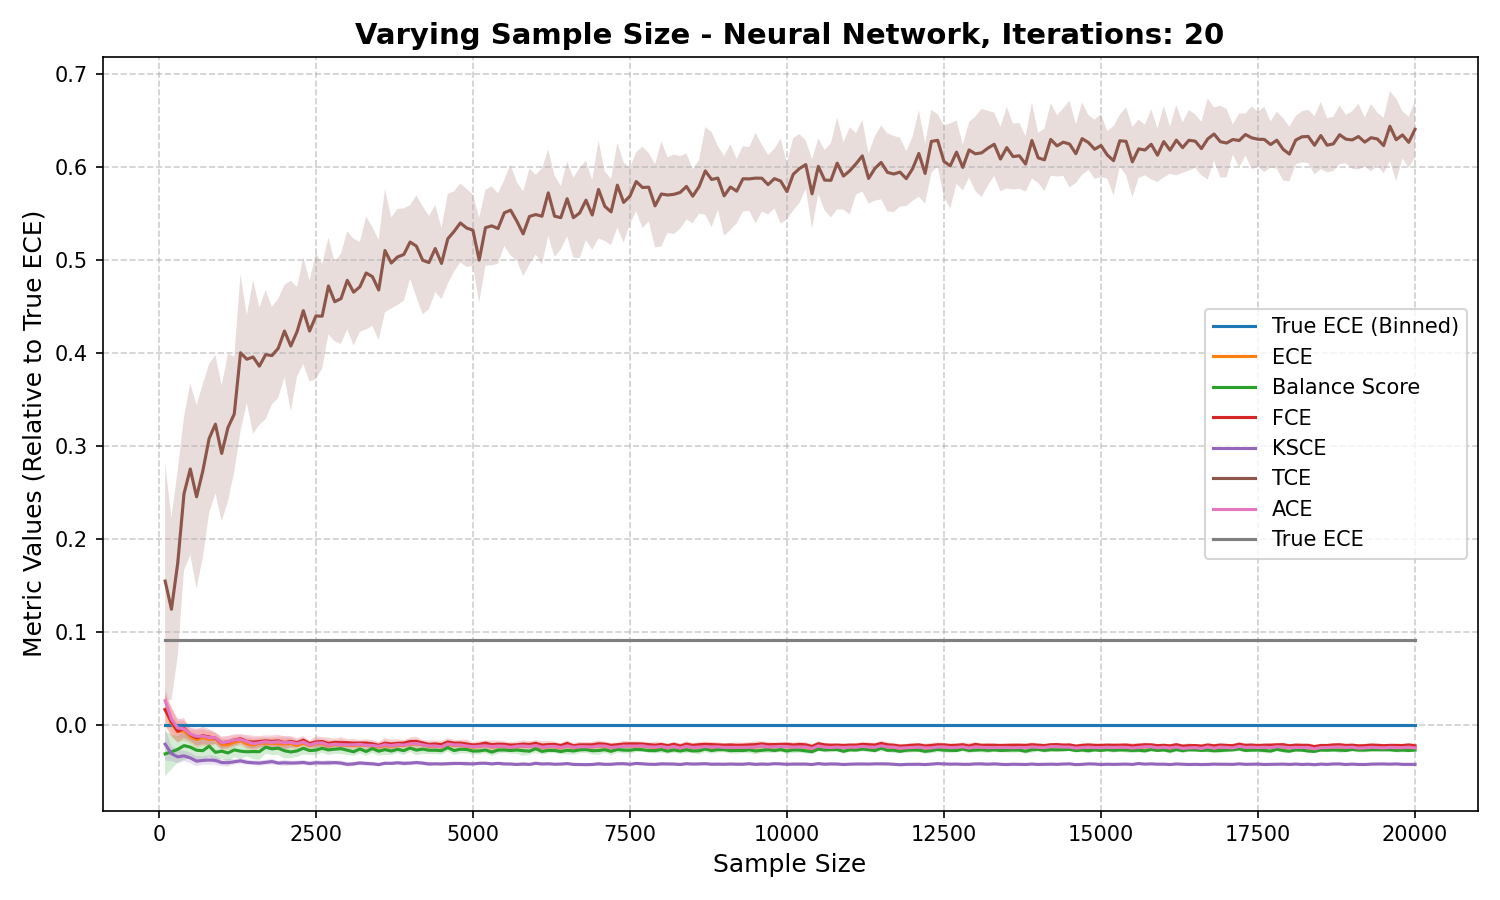 Varying Sample Size - Neural Network, Iterations: 20
Metric Values (Relative to True ECE)
0.7
0.6
0.5
0.4
0.3
0.2
0.1
0.0
True ECE (Binned)
ECE
Balance Score
FCE
KSCE
TCE
ACE
True ECE
0 2500 5000 7500 10000 12500 15000 17500 20000
Sample Size